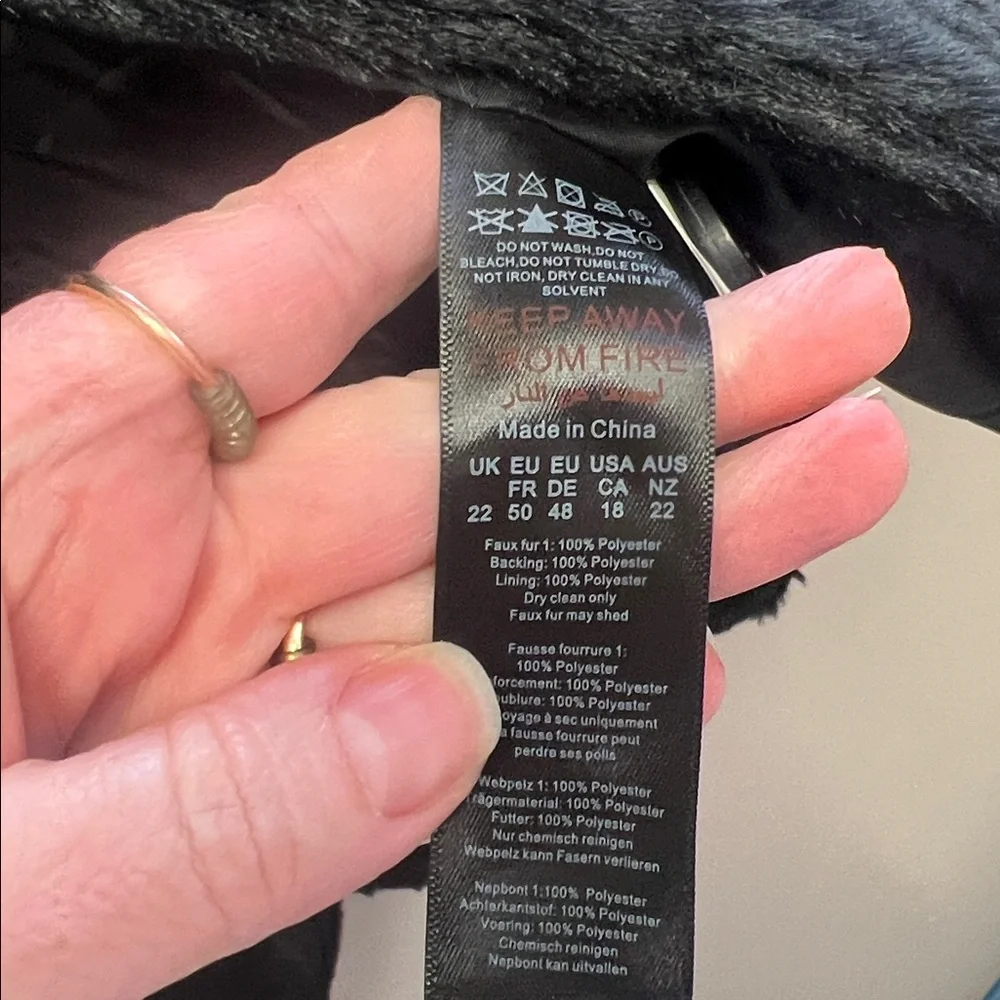 DO NOT WASH,DO NOT
BLEACH,DO NOT TUMBLE DRY,DO
NOT IRON, DRY CLEAN IN ANY
SOLVENT
KEEP AWAY
FROM FIRE
النار
Made in China
UK EU EU USA AUS
FR DE CA NZ
22 50 48 18 22
Faux fur 1: 100% Polyester
Backing: 100% Polyester
Lining: 100% Polyester
Dry clean only
Faux fur may shed
Fausse fourrure 1:
100% Polyester
forcement: 100% Polyester
ublure: 100% Polyester
oyage à sec uniquement
a fausse fourrure peut
perdre ses poils
Webpelz 1: 100% Polyester
rägermaterial: 100% Polyester
Futter: 100% Polyester
Nur chemisch reinigen
Webpelz kann Fasern verlieren
Nepbont 1:100% Polyester
Achterkantstof: 100% Polyester
Voering: 100% Polyester
Chemisch reinigen
Nepbont kan uitvallen